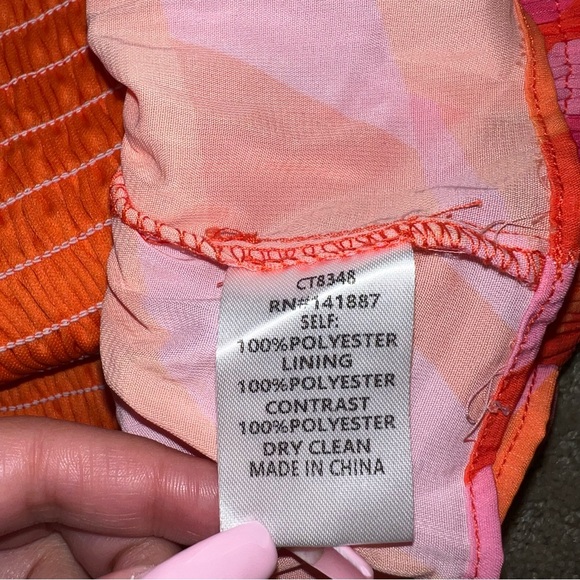 CT8348
RN#141887
SELF:
100%POLYESTER
LINING
100%POLYESTER
CONTRAST
100%POLYESTER
DRY CLEAN
MADE IN CHINA